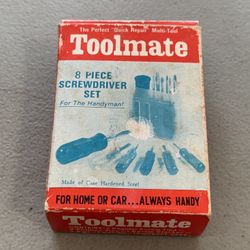 The Perfect "Quick Repair" Multi-Tool
Toolmate
8 PIECE
SCREWDRIVER
SET
For The Handyman!
Made of Case Hardened Steel
FOR HOME OR CAR...ALWAYS HANDY
Toolmate